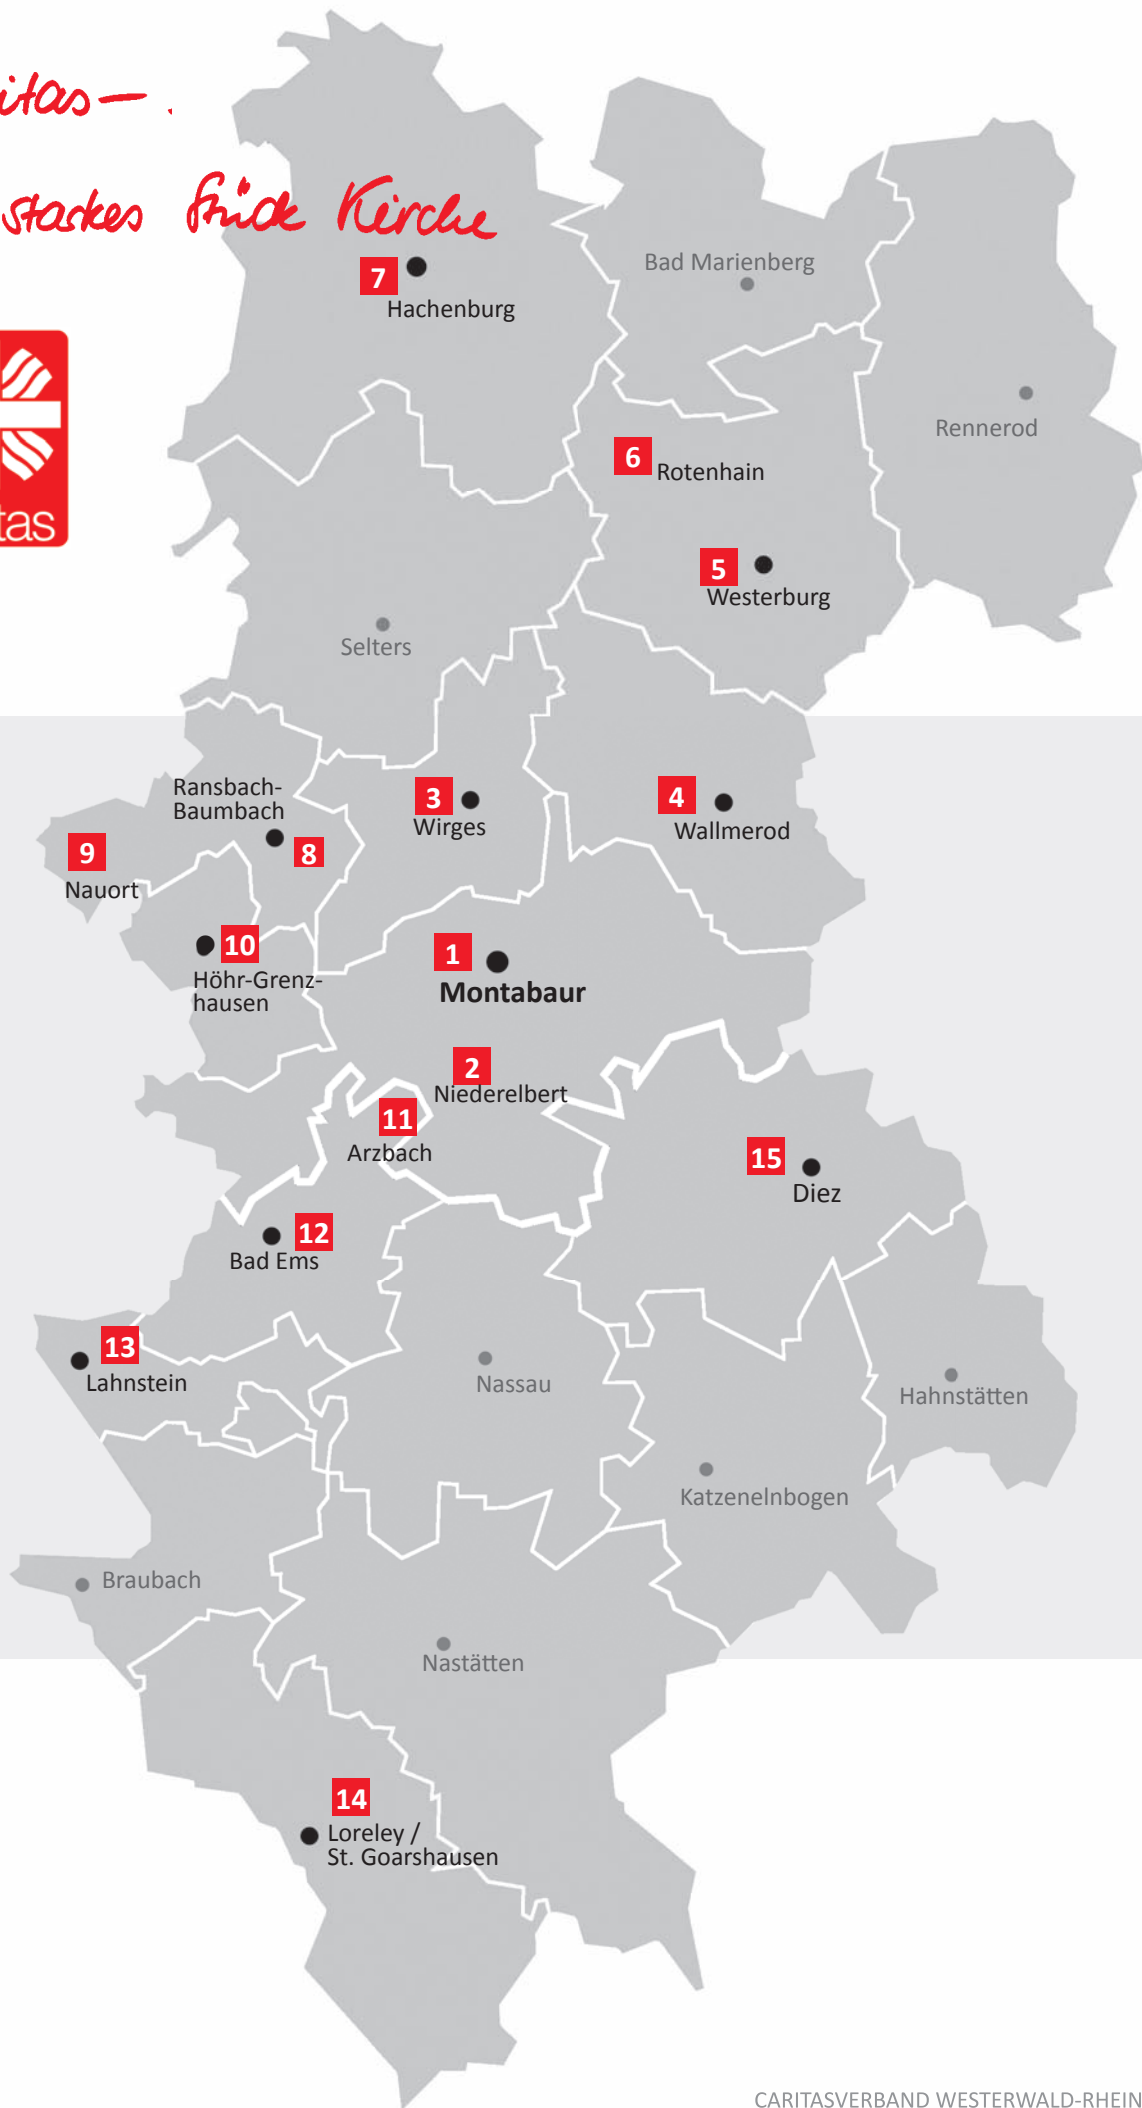 itas – .
starkes Stück Kirche
Bad Marienberg
7
Hachenburg
tas
Rennerod
6
Rotenhain
5
Westerburg
Selters
Ransbach-
Baumbach
8
3
Wirges
4
Wallmerod
9
Nauort
10
Höhr-Grenz-
hausen
1
Montabaur
2
Niederelbert
11
Arzbach
15
Diez
12
Bad Ems
13
Lahnstein
Nassau
Hahnstätten
Katzenelnbogen
Braubach
Nastätten
14
Loreley /
St. Goarshausen
CARITASVERBAND WESTERWALD-RHEIN